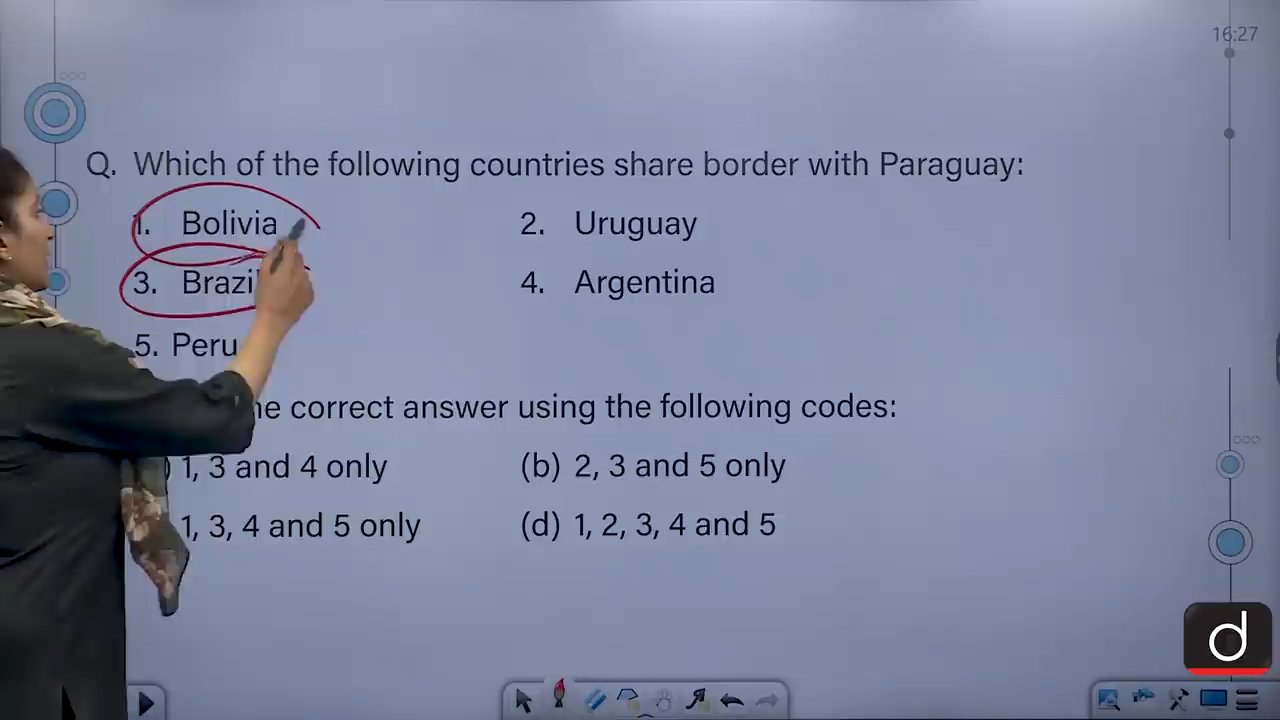 16:27
Q. Which of the following countries share border with Paraguay:
1. Bolivia 2. Uruguay
3. Brazil 4. Argentina
5. Peru
correct answer using the following codes:
1, 3 and 4 only (b) 2, 3 and 5 only
1, 3, 4 and 5 only (d) 1, 2, 3, 4 and 5
d